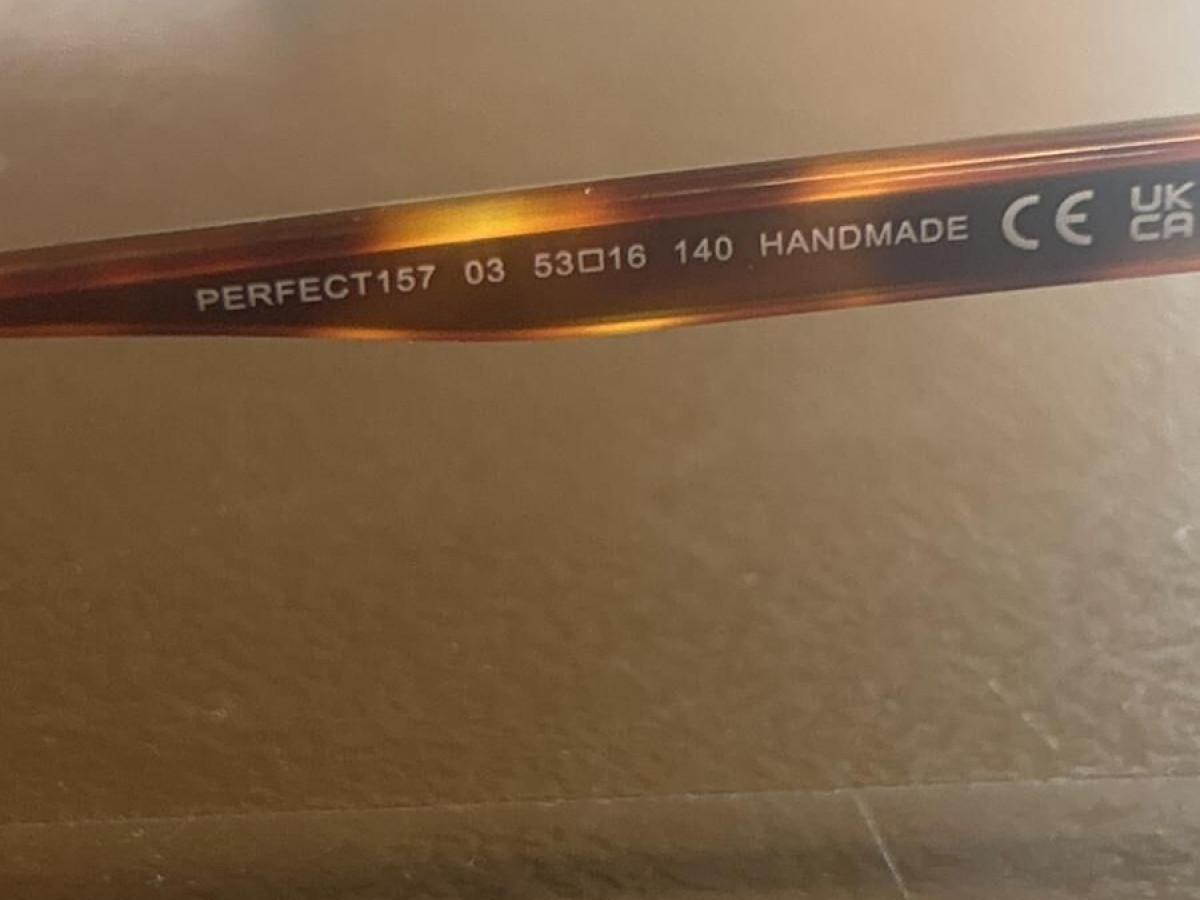 PERFECT157 03 53□16 140 HANDMADE CE UK
CA